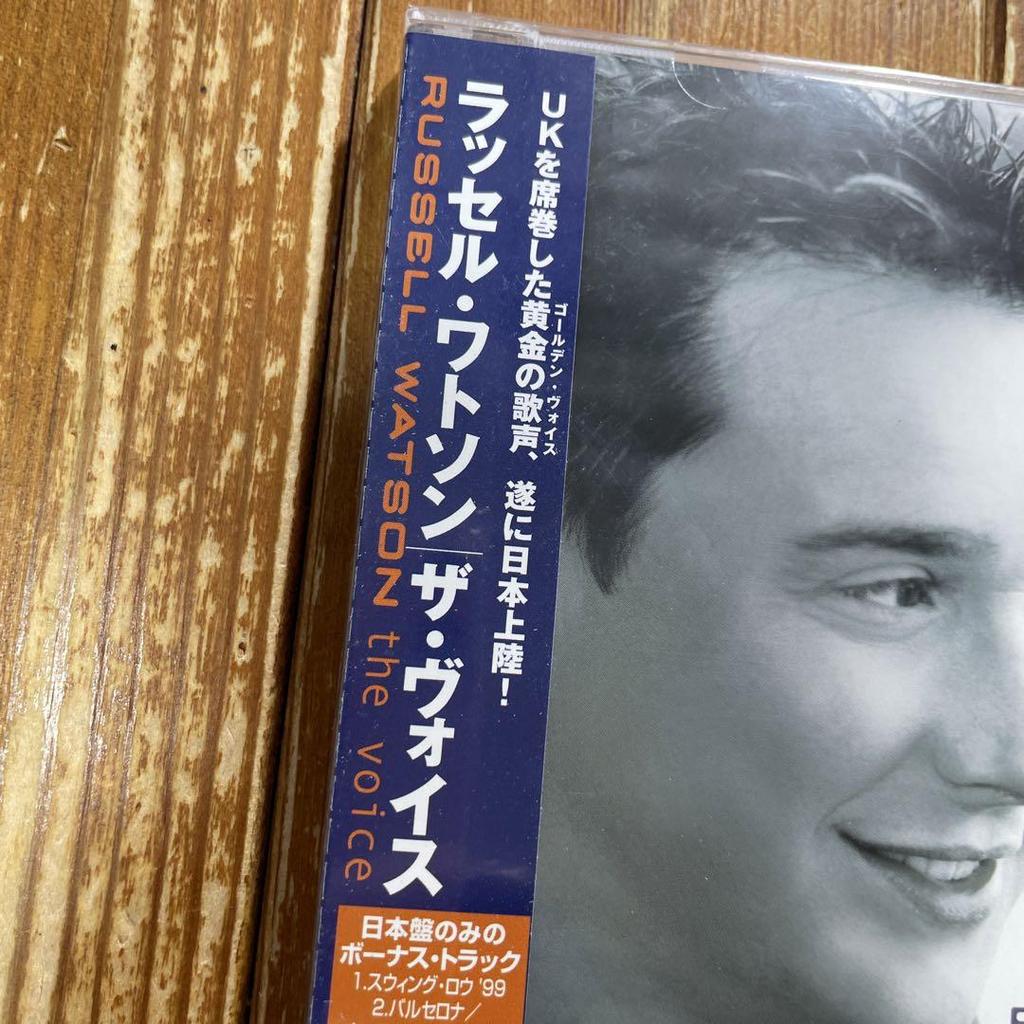 UKを席巻した黄金の歌声、遂に日本上陸！
ゴールデン・ヴォイス
ラッセル・ワトソン｜ザ・ヴォイス
RUSSELL WATSON the voice
日本盤のみの
ボーナス・トラック
1.スウィング・ロウ '99
2.バルセロナ／